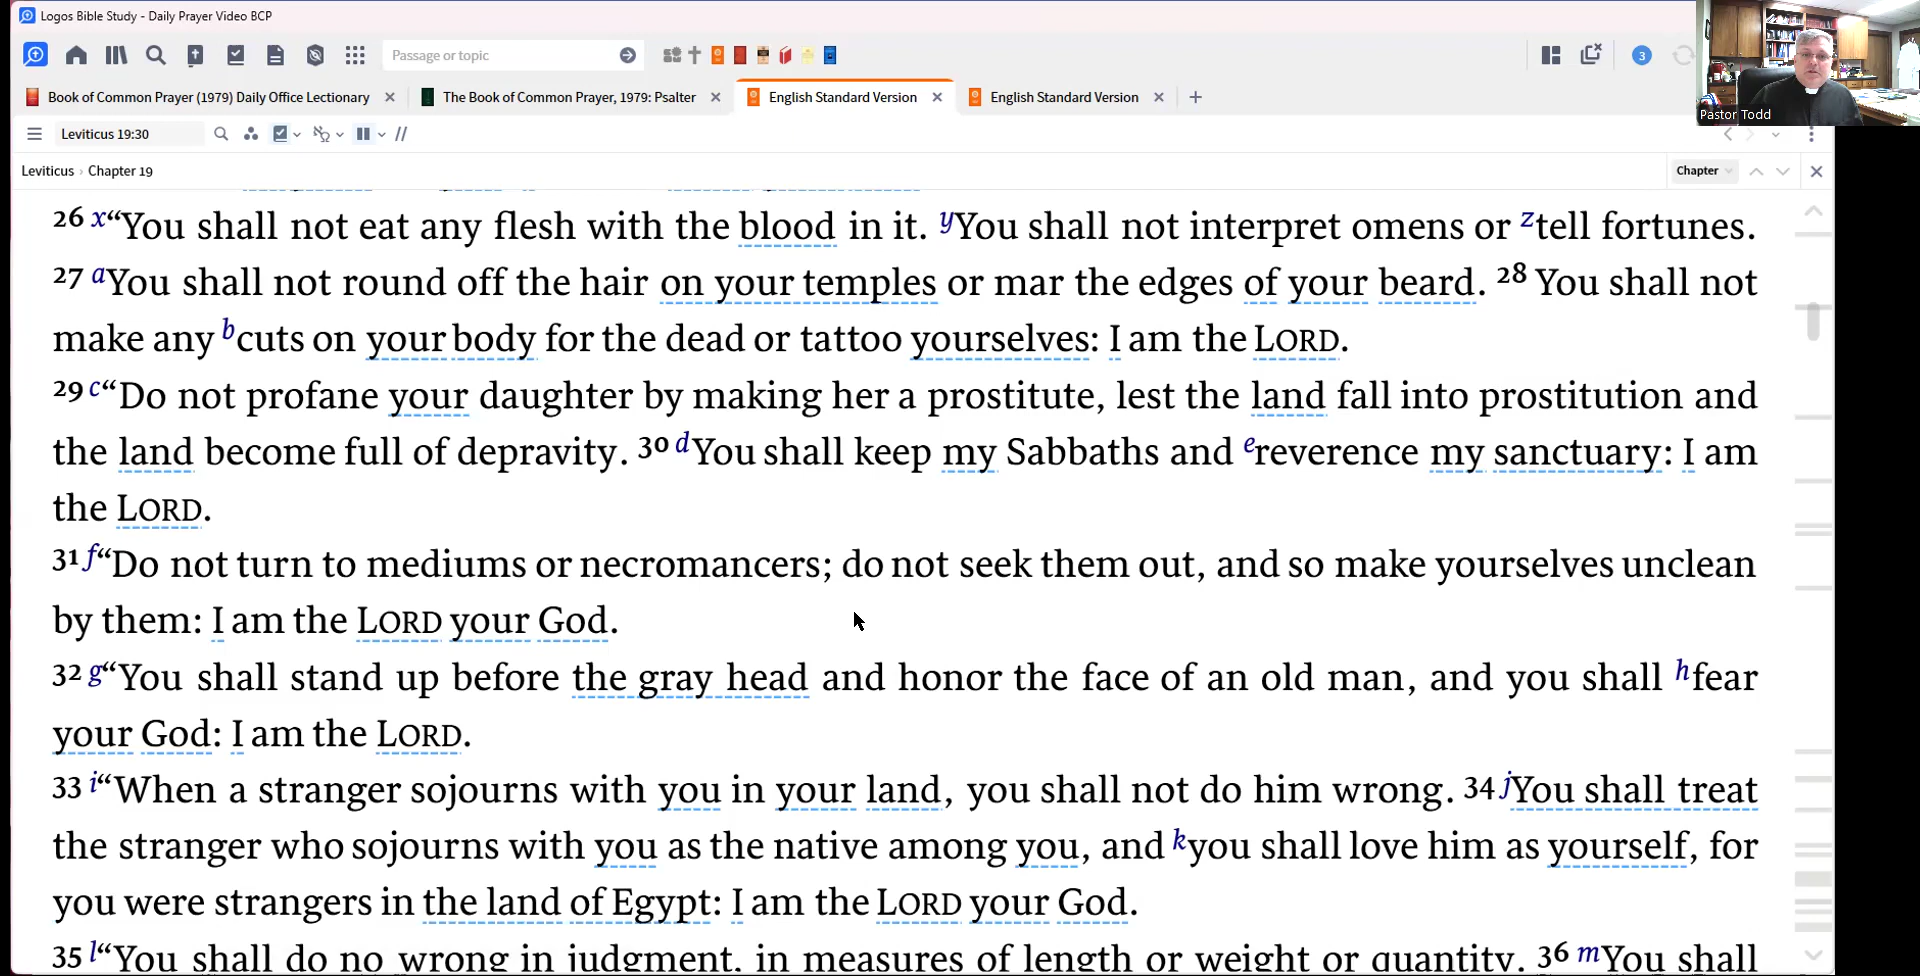 Logos Bible Study - Daily Prayer Video BCP
Passage or topic
3
Book of Common Prayer (1979) Daily Office Lectionary
The Book of Common Prayer, 1979: Psalter
English Standard Version
English Standard Version
Pastor Todd
Leviticus 19:30
Leviticus › Chapter 19
Chapter
26 x“You shall not eat any flesh with the blood in it. yYou shall not interpret omens or ztell fortunes.
27 aYou shall not round off the hair on your temples or mar the edges of your beard. 28 You shall not
make any bcuts on your body for the dead or tattoo yourselves: I am the LORD.
29 c“Do not profane your daughter by making her a prostitute, lest the land fall into prostitution and
the land become full of depravity. 30 dYou shall keep my Sabbaths and ereverence my sanctuary: I am
the LORD.
31 f“Do not turn to mediums or necromancers; do not seek them out, and so make yourselves unclean
by them: I am the LORD your God.
32 g“You shall stand up before the gray head and honor the face of an old man, and you shall hfear
your God: I am the LORD.
33 i“When a stranger sojourns with you in your land, you shall not do him wrong. 34 jYou shall treat
the stranger who sojourns with you as the native among you, and kyou shall love him as yourself, for
you were strangers in the land of Egypt: I am the LORD your God.
35 l“You shall do no wrong in judgment, in measures of length or weight or quantity. 36 mYou shall